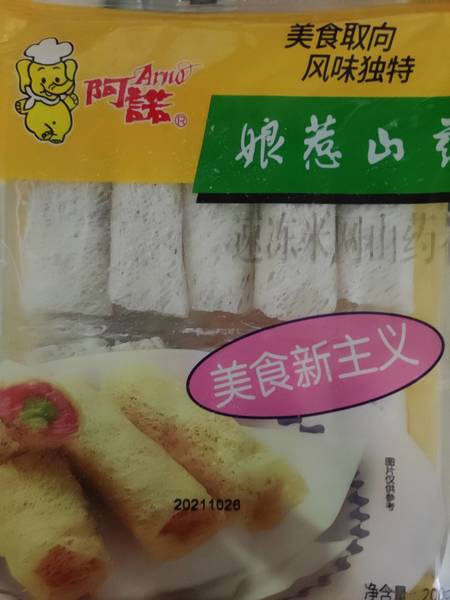 美食取向
风味独特
Arno
阿諾®
娘惹山
速冻米网山药
美食新主义
图片仅供参考
20211026
净含量:200